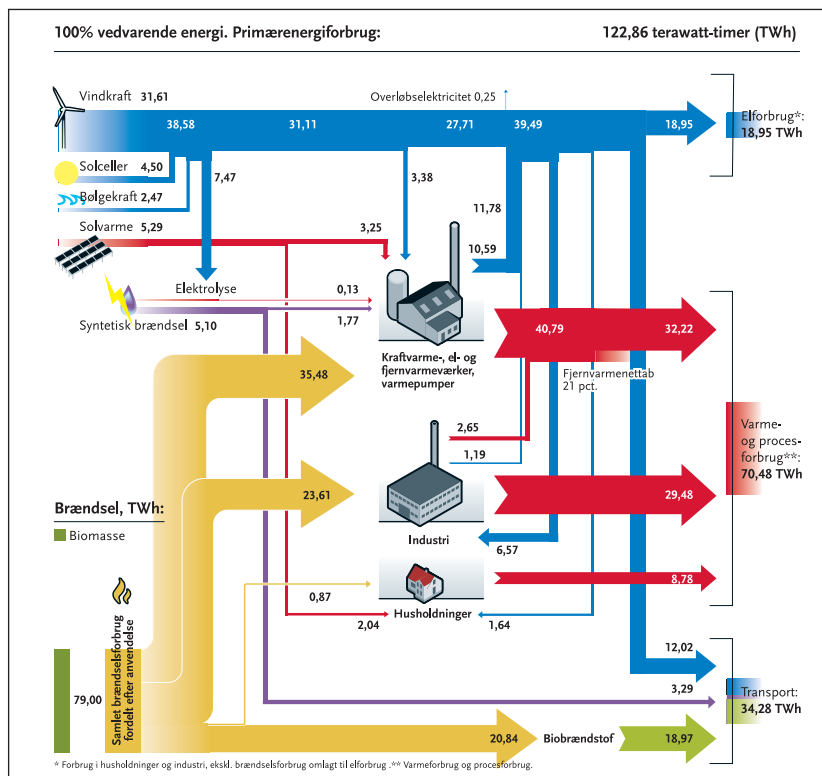 100% vedvarende energi. Primærenergiforbrug: 122,86 terawatt-timer (TWh)
Vindkraft 31,61
Overløbselektricitet 0,25
38,58 31,11 27,71 39,49 18,95
Elforbrug*:
18,95 TWh
Solceller 4,50
7,47
3,38
Bølgekraft 2,47
11,78
Solvarme 5,29
3,25
10,59
Elektrolyse
0,13
Syntetisk brændsel 5,10
1,77
40,79 32,22
Kraftvarme-, el- og
fjernvarmeværker,
varmepumper
Fjernvarmenettab
21 pct.
35,48
2,65
1,19
Varme-
og proces-
forbrug**:
70,48 TWh
23,61
29,48
Brændsel, TWh:
Biomasse
Industri
6,57
8,78
0,87
Husholdninger
2,04
1,64
Samlet brændselsforbrug
fordelt efter anvendelse
79,00
12,02
3,29
Transport:
34,28 TWh
20,84
Biobrændstof
18,97
* Forbrug i husholdninger og industri, ekskl. brændselsforbrug omlagt til elforbrug .** Varmeforbrug og procesforbrug.